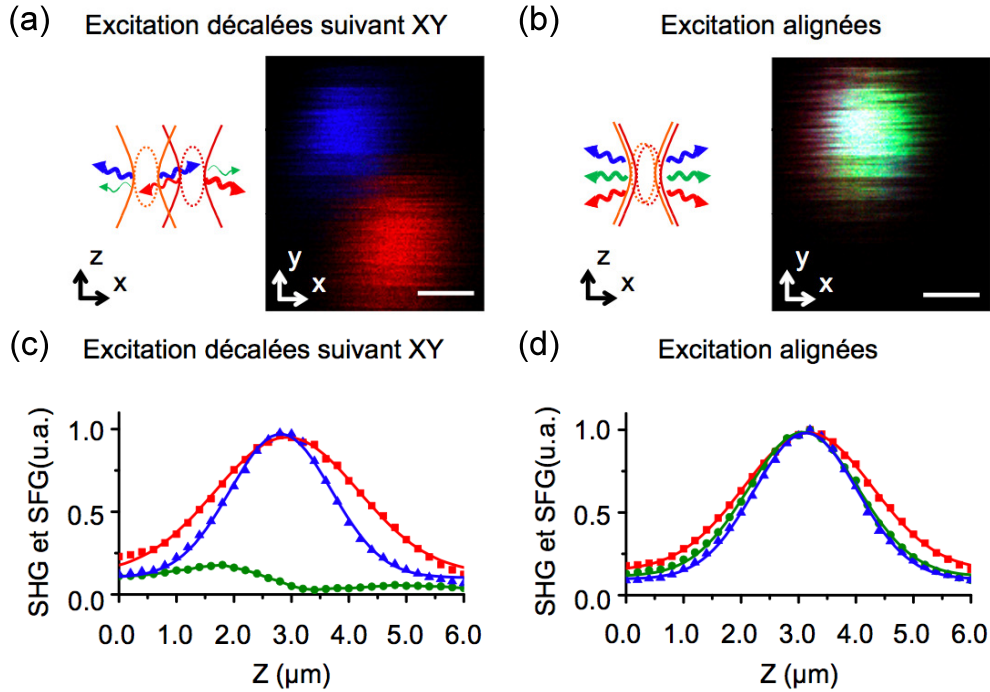 (a) Excitation décalées suivant XY
(b) Excitation alignées
z
x
y
x
z
x
y
x
(c) Excitation décalées suivant XY
(d) Excitation alignées
SHG et SFG(u.a.)
1.0
0.5
0.0
0.0 1.0 2.0 3.0 4.0 5.0 6.0
Z (µm)
SHG et SFG(u.a.)
1.0
0.5
0.0
0.0 1.0 2.0 3.0 4.0 5.0 6.0
Z (µm)